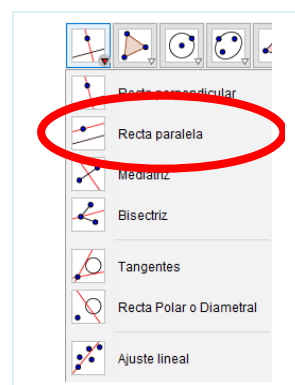 Recta perpendicular
Recta paralela
Mediatriz
Bisectriz
Tangentes
Recta Polar o Diametral
Ajuste lineal